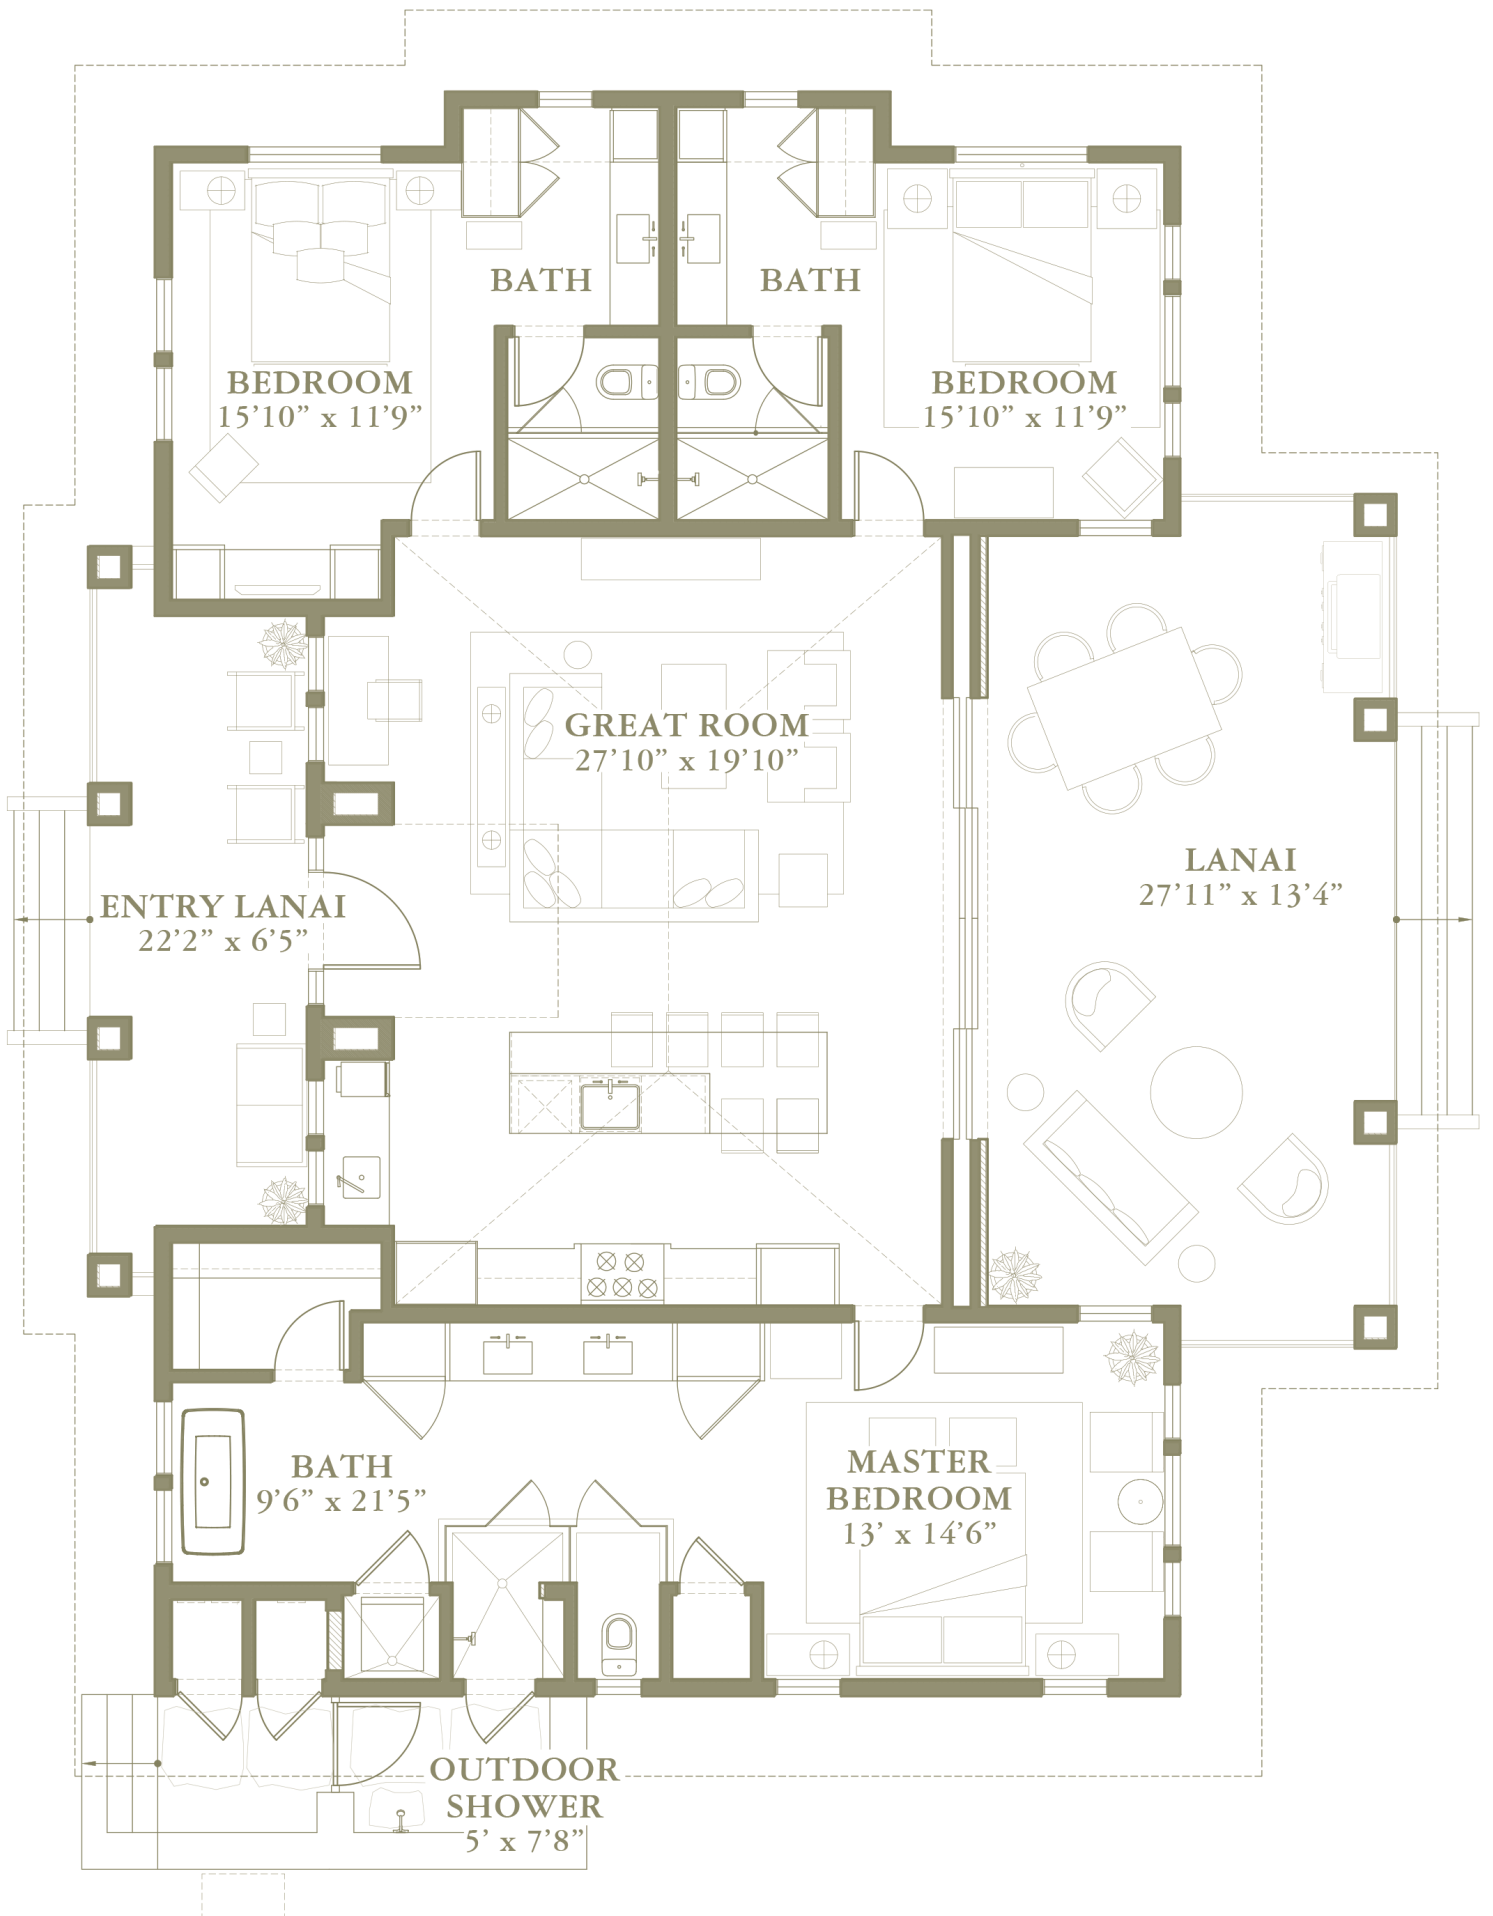 BATH
BATH
BEDROOM
15’10” x 11’9”
BEDROOM
15’10” x 11’9”
GREAT ROOM
27’10” x 19’10”
LANAI
27’11” x 13’4”
ENTRY LANAI
22’2” x 6’5”
BATH
9’6” x 21’5”
MASTER
BEDROOM
13’ x 14’6”
OUTDOOR
SHOWER
5’ x 7’8”